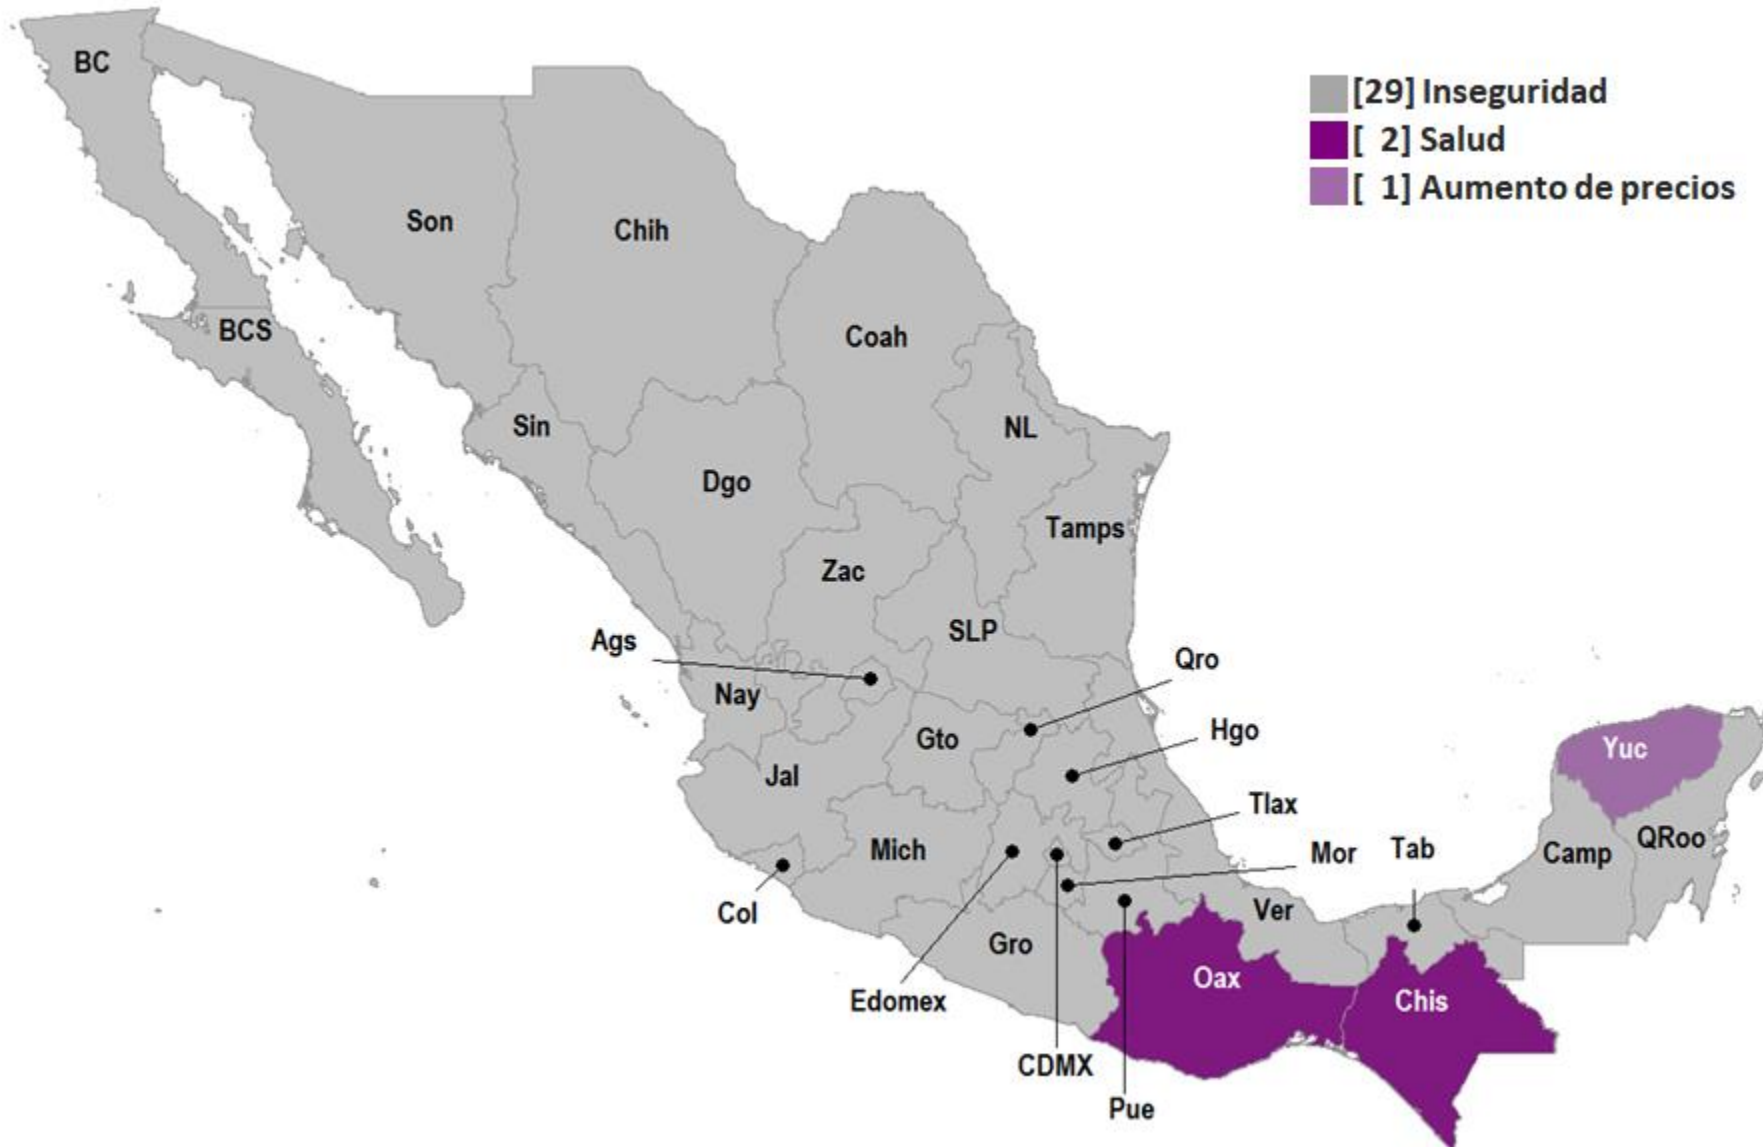 BC
[29] Inseguridad
[ 2] Salud
[ 1] Aumento de precios
Son
Chih
BCS
Coah
Sin
NL
Dgo
Tamps
Zac
SLP
Ags
Qro
Nay
Gto
Hgo
Yuc
Jal
Tlax
Mich
Mor
Tab
Camp
QRoo
Col
Ver
Gro
Oax
Edomex
Chis
CDMX
Pue